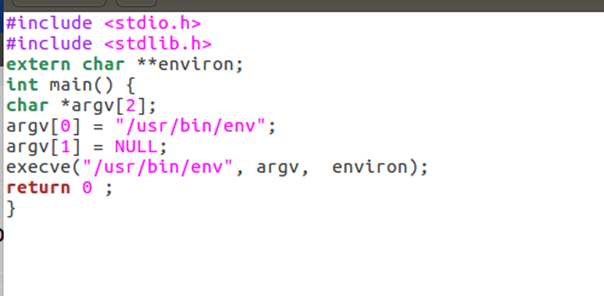 #include <stdio.h>
#include <stdlib.h>
extern char **environ;
int main() {
char *argv[2];
argv[0] = "/usr/bin/env";
argv[1] = NULL;
execve("/usr/bin/env", argv,  environ);
return 0 ;
}